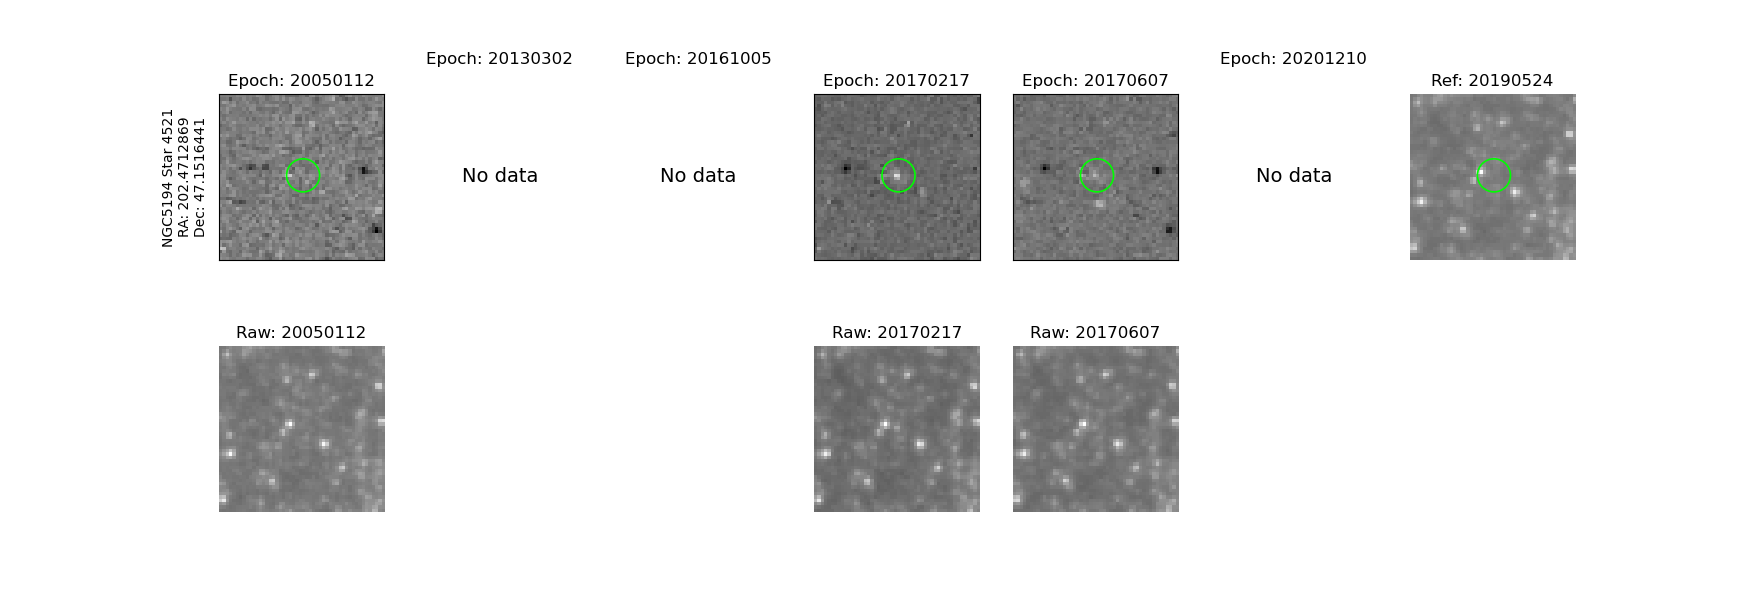 Epoch: 20130302
Epoch: 20161005
Epoch: 20201210
Epoch: 20050112
Epoch: 20170217
Epoch: 20170607
Ref: 20190524
NGC5194 Star 4521
RA: 202.4712869
Dec: 47.1516441
No data
No data
No data
Raw: 20050112
Raw: 20170217
Raw: 20170607